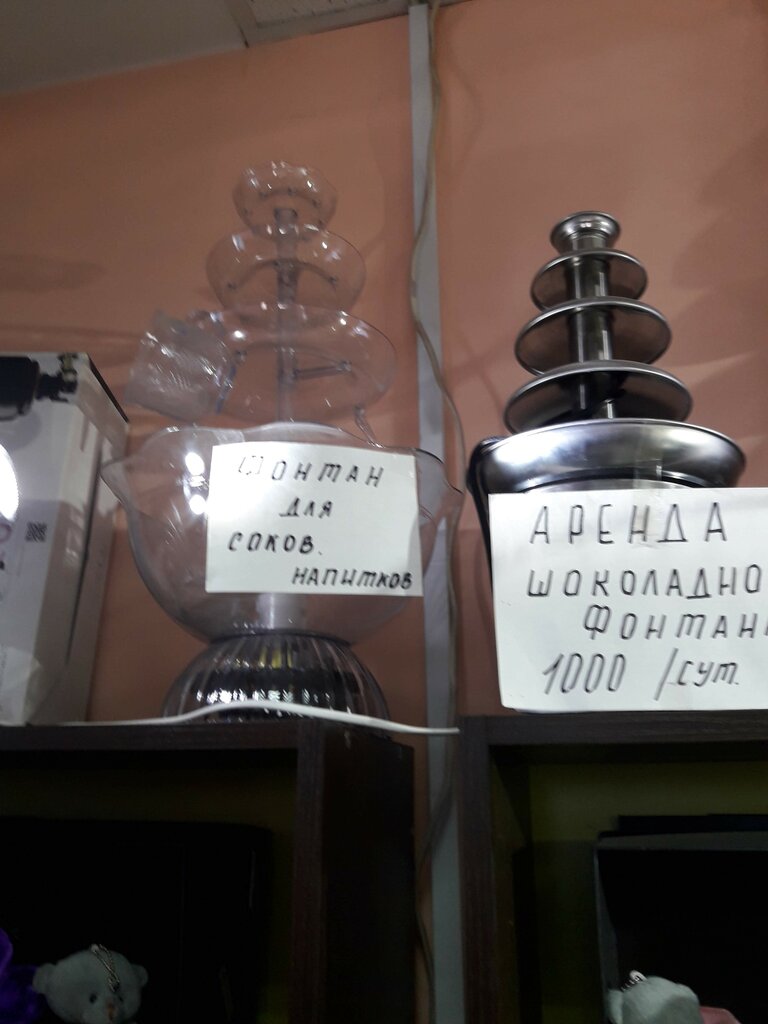 ФОНТАН
ДЛЯ
СОКОВ.
НАПИТКОВ
АРЕНДА
ШОКОЛАДНО
ФОНТАН
1000 /СУТ.